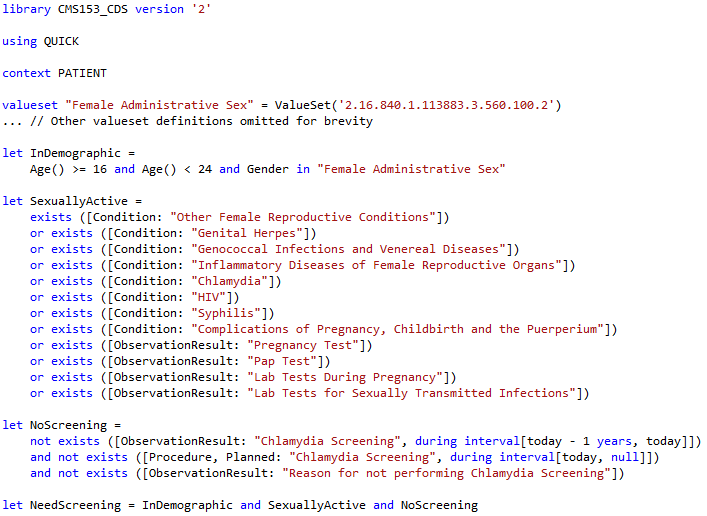 library CMS153_CDS version '2'
using QUICK
context PATIENT
valueset "Female Administrative Sex" = ValueSet('2.16.840.1.113883.3.560.100.2')
... // Other valueset definitions omitted for brevity
let InDemographic =
Age() >= 16 and Age() < 24 and Gender in "Female Administrative Sex"
let SexuallyActive =
exists ([Condition: "Other Female Reproductive Conditions"])
or exists ([Condition: "Genital Herpes"])
or exists ([Condition: "Genococcal Infections and Venereal Diseases"])
or exists ([Condition: "Inflammatory Diseases of Female Reproductive Organs"])
or exists ([Condition: "Chlamydia"])
or exists ([Condition: "HIV"])
or exists ([Condition: "Syphilis"])
or exists ([Condition: "Complications of Pregnancy, Childbirth and the Puerperium"])
or exists ([ObservationResult: "Pregnancy Test"])
or exists ([ObservationResult: "Pap Test"])
or exists ([ObservationResult: "Lab Tests During Pregnancy"])
or exists ([ObservationResult: "Lab Tests for Sexually Transmitted Infections"])
let NoScreening =
not exists ([ObservationResult: "Chlamydia Screening", during interval[today - 1 years, today]])
and not exists ([Procedure, Planned: "Chlamydia Screening", during interval[today, null]])
and not exists ([ObservationResult: "Reason for not performing Chlamydia Screening"])
let NeedScreening = InDemographic and SexuallyActive and NoScreening